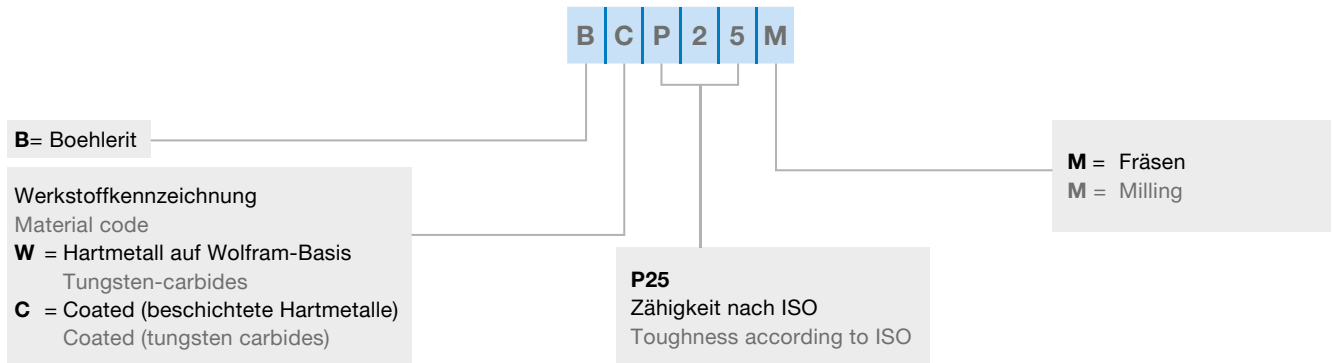 B C P 2 5 M
B= Boehlerit
Werkstoffkennzeichnung
Material code
W = Hartmetall auf Wolfram-Basis
Tungsten-carbides
C = Coated (beschichtete Hartmetalle)
Coated (tungsten carbides)
P25
Zähigkeit nach ISO
Toughness according to ISO
M = Fräsen
M = Milling